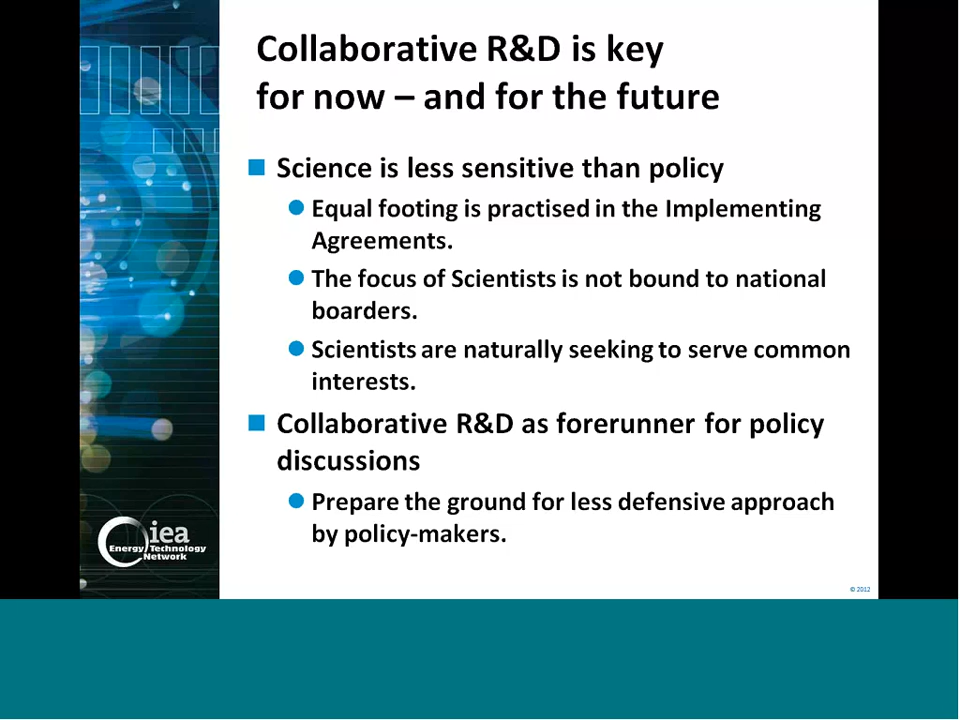 Collaborative R&D is key
for now – and for the future
Science is less sensitive than policy
Equal footing is practised in the Implementing
Agreements.
The focus of Scientists is not bound to national
boarders.
Scientists are naturally seeking to serve common
interests.
Collaborative R&D as forerunner for policy
discussions
Prepare the ground for less defensive approach
by policy-makers.
iea
Energy Technology
Network
© 2012